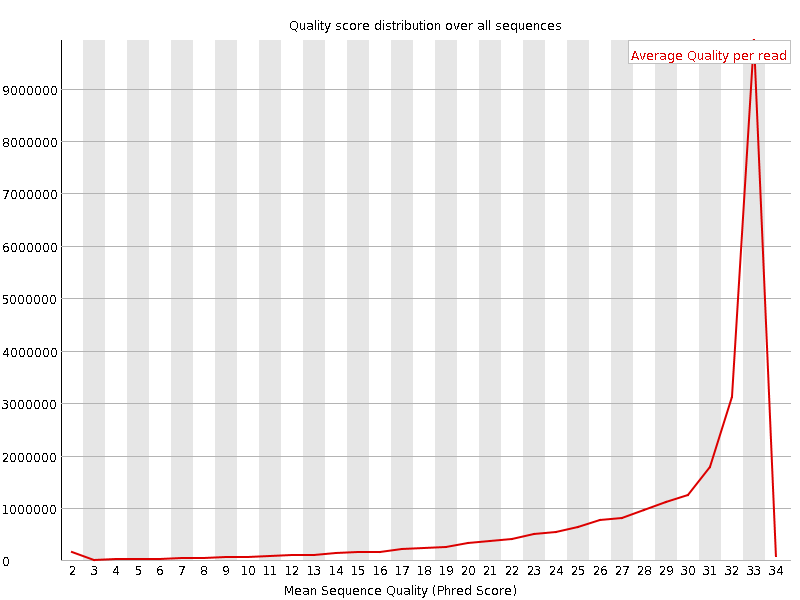 Quality score distribution over all sequences
Average Quality per read
9000000
8000000
7000000
6000000
5000000
4000000
3000000
2000000
1000000
0
2 3 4 5 6 7 8 9 10 11 12 13 14 15 16 17 18 19 20 21 22 23 24 25 26 27 28 29 30 31 32 33 34
Mean Sequence Quality (Phred Score)